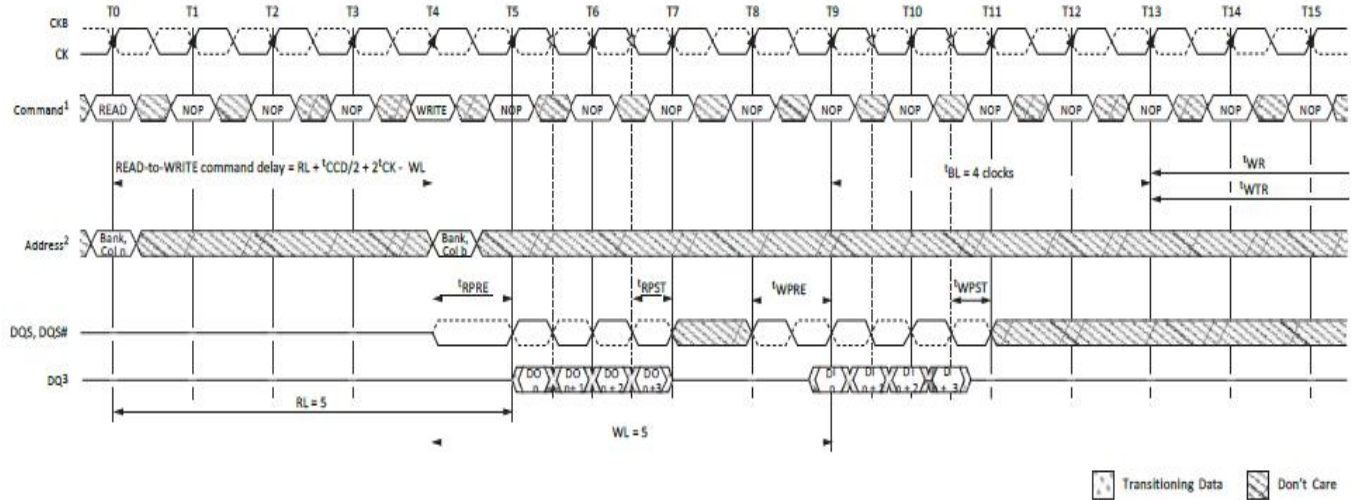 T0 T1 T2 T3 T4 T5 T6 T7 T8 T9 T10 T11 T12 T13 T14 T15
CKB
CK
Command1 READ NOP NOP NOP WRITE NOP NOP NOP NOP NOP NOP NOP NOP NOP NOP NOP
READ-to-WRITE command delay = RL + tCCD/2 + 2tCK - WL
tBL = 4 clocks
tWR
tWTR
Address2 Bank, Col n Bank, Col b
tRPRE tRPST tWPRE tWPST
DQS, DQS#
DQ3 DO n DO n+1 DO n+2 DO n+3 DI n DI n+1 DI n+2 DI n+3
RL = 5
WL = 5
Transitioning Data Don't Care